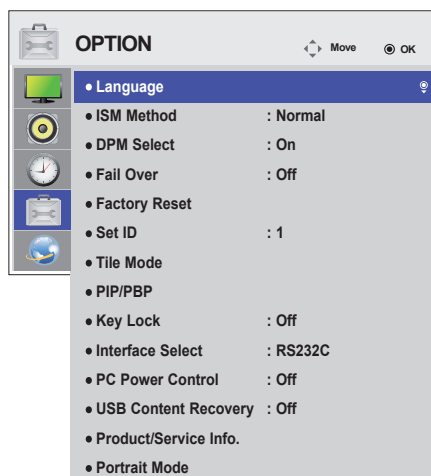 OPTION Move OK
● Language
● ISM Method : Normal
● DPM Select : On
● Fail Over : Off
● Factory Reset
● Set ID : 1
● Tile Mode
● PIP/PBP
● Key Lock : Off
● Interface Select : RS232C
● PC Power Control : Off
● USB Content Recovery : Off
● Product/Service Info.
● Portrait Mode